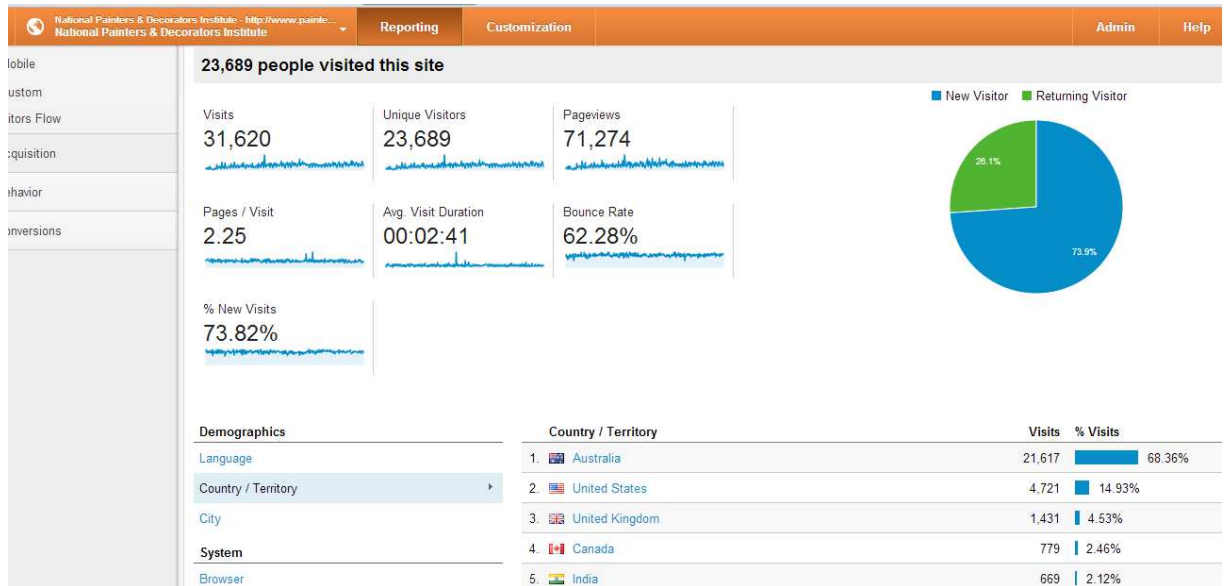 National Painters & Decorators Institute - http://www.painte...
National Painters & Decorators Institute
Reporting
Customization
Admin
Help
lobile
ustom
itors Flow
cquisition
ehavior
onversions
23,689 people visited this site
New Visitor
Returning Visitor
Visits
31,620
Unique Visitors
23,689
Pageviews
71,274
Pages / Visit
2.25
Avg. Visit Duration
00:02:41
Bounce Rate
62.28%
% New Visits
73.82%
26.1%
73.9%
Demographics
Language
Country / Territory
City
System
Browser
Country / Territory Visits % Visits
1. Australia 21,617 68.36%
2. United States 4,721 14.93%
3. United Kingdom 1,431 4.53%
4. Canada 779 2.46%
5. India 669 2.12%